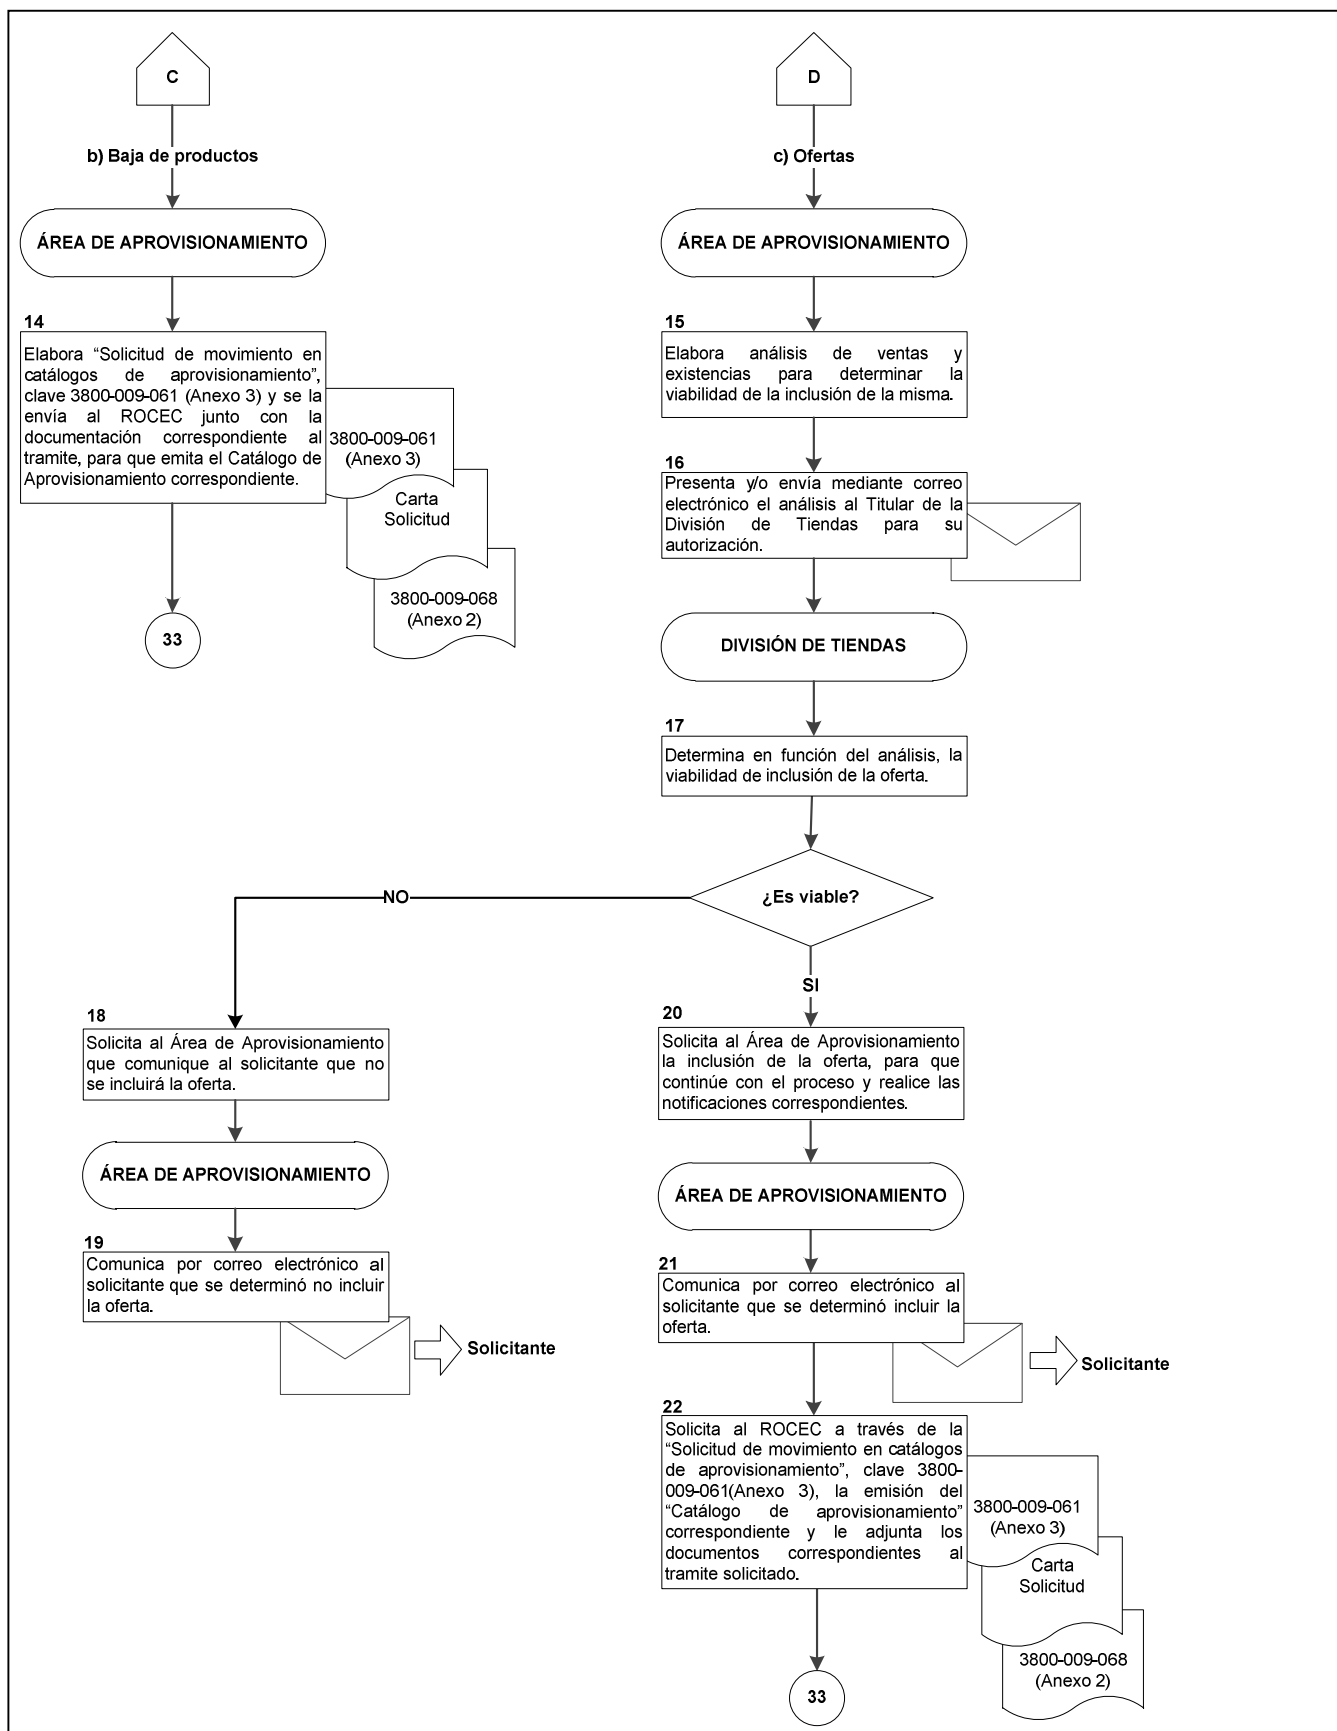 C
b) Baja de productos
ÁREA DE APROVISIONAMIENTO
14
Elabora “Solicitud de movimiento en
catálogos de aprovisionamiento”,
clave 3800-009-061 (Anexo 3) y se la
envía al ROCEC junto con la
documentación correspondiente al
tramite, para que emita el Catálogo de
Aprovisionamiento correspondiente.
3800-009-061
(Anexo 3)
Carta
Solicitud
3800-009-068
(Anexo 2)
33
D
c) Ofertas
ÁREA DE APROVISIONAMIENTO
15
Elabora análisis de ventas y
existencias para determinar la
viabilidad de la inclusión de la misma.
16
Presenta y/o envía mediante correo
electrónico el análisis al Titular de la
División de Tiendas para su
autorización.
DIVISIÓN DE TIENDAS
17
Determina en función del análisis, la
viabilidad de inclusión de la oferta.
¿Es viable?
NO
18
Solicita al Área de Aprovisionamiento
que comunique al solicitante que no
se incluirá la oferta.
ÁREA DE APROVISIONAMIENTO
19
Comunica por correo electrónico al
solicitante que se determinó no incluir
la oferta.
Solicitante
SI
20
Solicita al Área de Aprovisionamiento
la inclusión de la oferta, para que
continúe con el proceso y realice las
notificaciones correspondientes.
ÁREA DE APROVISIONAMIENTO
21
Comunica por correo electrónico al
solicitante que se determinó incluir la
oferta.
Solicitante
22
Solicita al ROCEC a través de la
“Solicitud de movimiento en catálogos
de aprovisionamiento”, clave 3800-
009-061(Anexo 3), la emisión del
“Catálogo de aprovisionamiento”
correspondiente y le adjunta los
documentos correspondientes al
tramite solicitado.
3800-009-061
(Anexo 3)
Carta
Solicitud
3800-009-068
(Anexo 2)
33